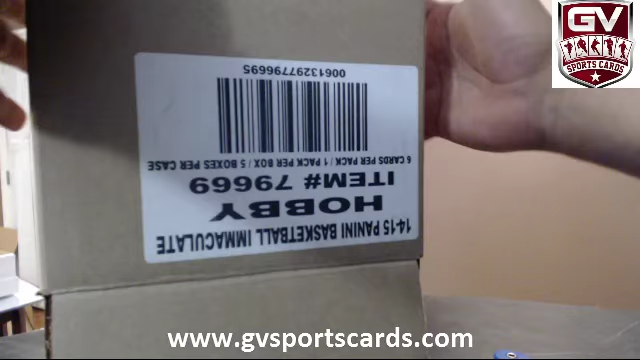 14-15 PANINI BASKETBALL IMMACULATE
HOBBY
ITEM# 79669
6 CARDS PER PACK / 1 PACK PER BOX / 5 BOXES PER CASE
00613297796695
GV
SPORTS CARDS
www.gvsportscards.com